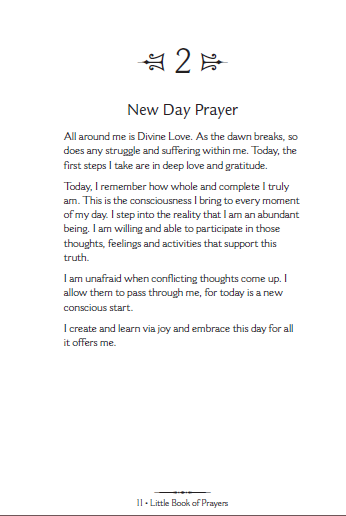 2
New Day Prayer
All around me is Divine Love. As the dawn breaks, so
does any struggle and suffering within me. Today, the
first steps I take are in deep love and gratitude.
Today, I remember how whole and complete I truly
am. This is the consciousness I bring to every moment
of my day. I step into the reality that I am an abundant
being. I am willing and able to participate in those
thoughts, feelings and activities that support this
truth.
I am unafraid when conflicting thoughts come up. I
allow them to pass through me, for today is a new
conscious start.
I create and learn via joy and embrace this day for all
it offers me.
11 • Little Book of Prayers